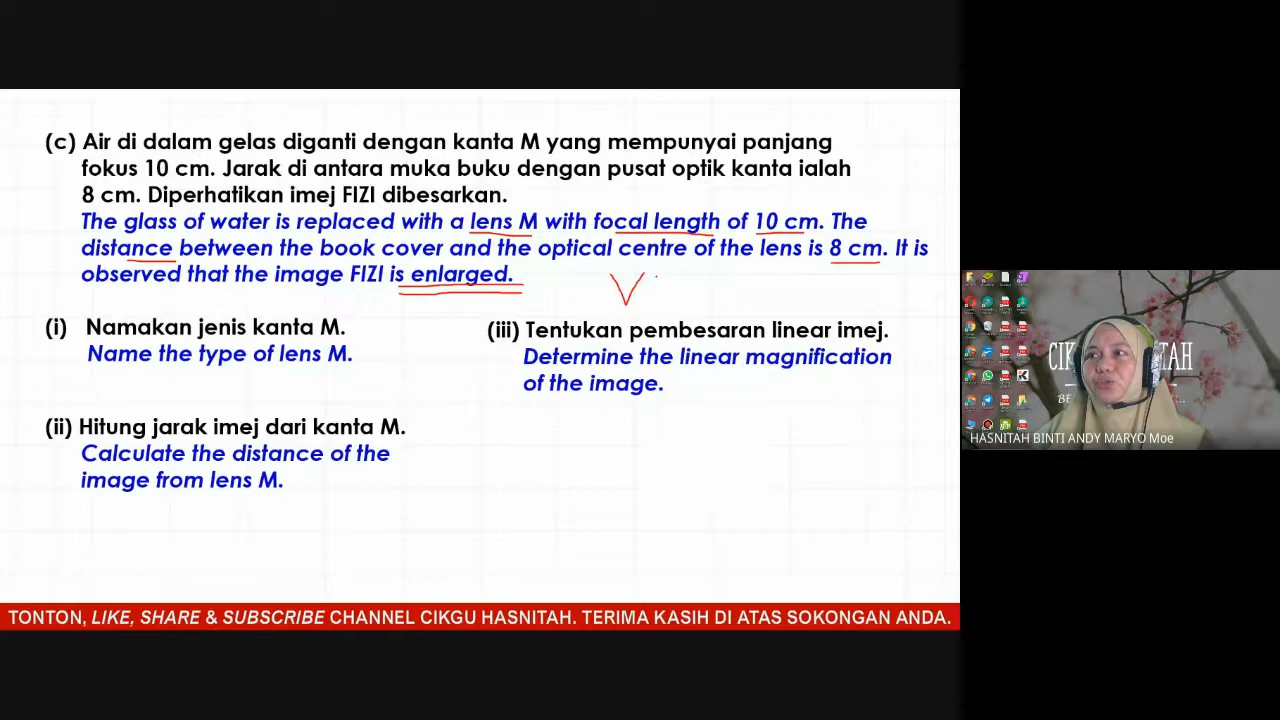 (c) Air di dalam gelas diganti dengan kanta M yang mempunyai panjang
fokus 10 cm. Jarak di antara muka buku dengan pusat optik kanta ialah
8 cm. Diperhatikan imej FIZI dibesarkan.
The glass of water is replaced with a lens M with focal length of 10 cm. The
distance between the book cover and the optical centre of the lens is 8 cm. It is
observed that the image FIZI is enlarged.
V
(i) Namakan jenis kanta M.
Name the type of lens M.
(ii) Hitung jarak imej dari kanta M.
Calculate the distance of the
image from lens M.
(iii) Tentukan pembesaran linear imej.
Determine the linear magnification
of the image.
TONTON, LIKE, SHARE & SUBSCRIBE CHANNEL CIKGU HASNITAH. TERIMA KASIH DI ATAS SOKONGAN ANDA.
HASNITAH BINTI ANDY MARYO Moe